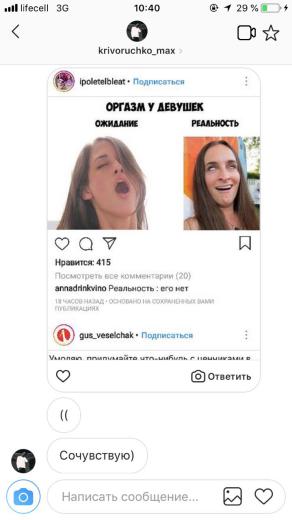 lifecell 3G 10:40 29 %
krivoruchko_max
ipoletelbleat • Подписаться
ОРГАЗМ У ДЕВУШЕК
ОЖИДАНИЕ РЕАЛЬНОСТЬ
Нравится: 415
Посмотреть все комментарии (20)
annadrinkvino Реальность : его нет
18 ЧАСОВ НАЗАД • ОСНОВАНО НА СОХРАНЕННЫХ ВАМИ
ПУБЛИКАЦИЯХ
gus_veselchak • Подписаться
Умоляю, придумайте что-нибудь с ценниками в
Ответить
((
Сочувствую)
Написать сообщение...